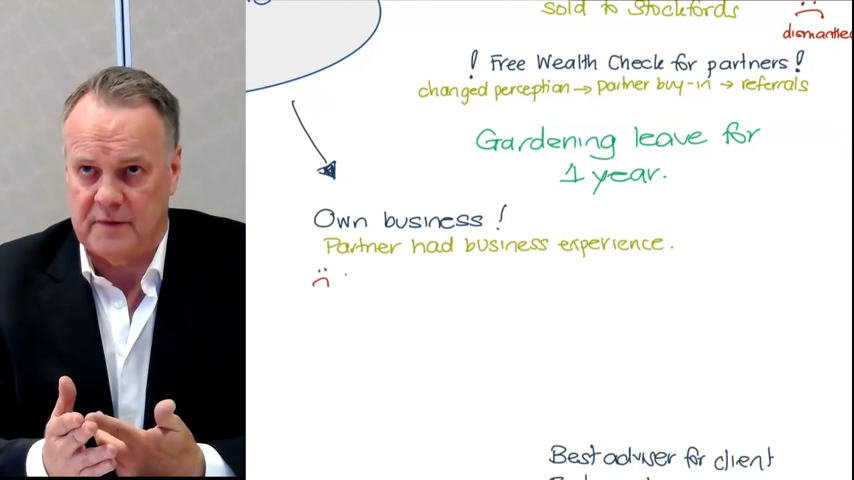 sold to Stockfords
dismantled
! Free Wealth Check for partners!
changed perception → partner buy-in → referrals
Gardening leave for
1 year.
Own business!
Partner had business experience.
Best adviser for client